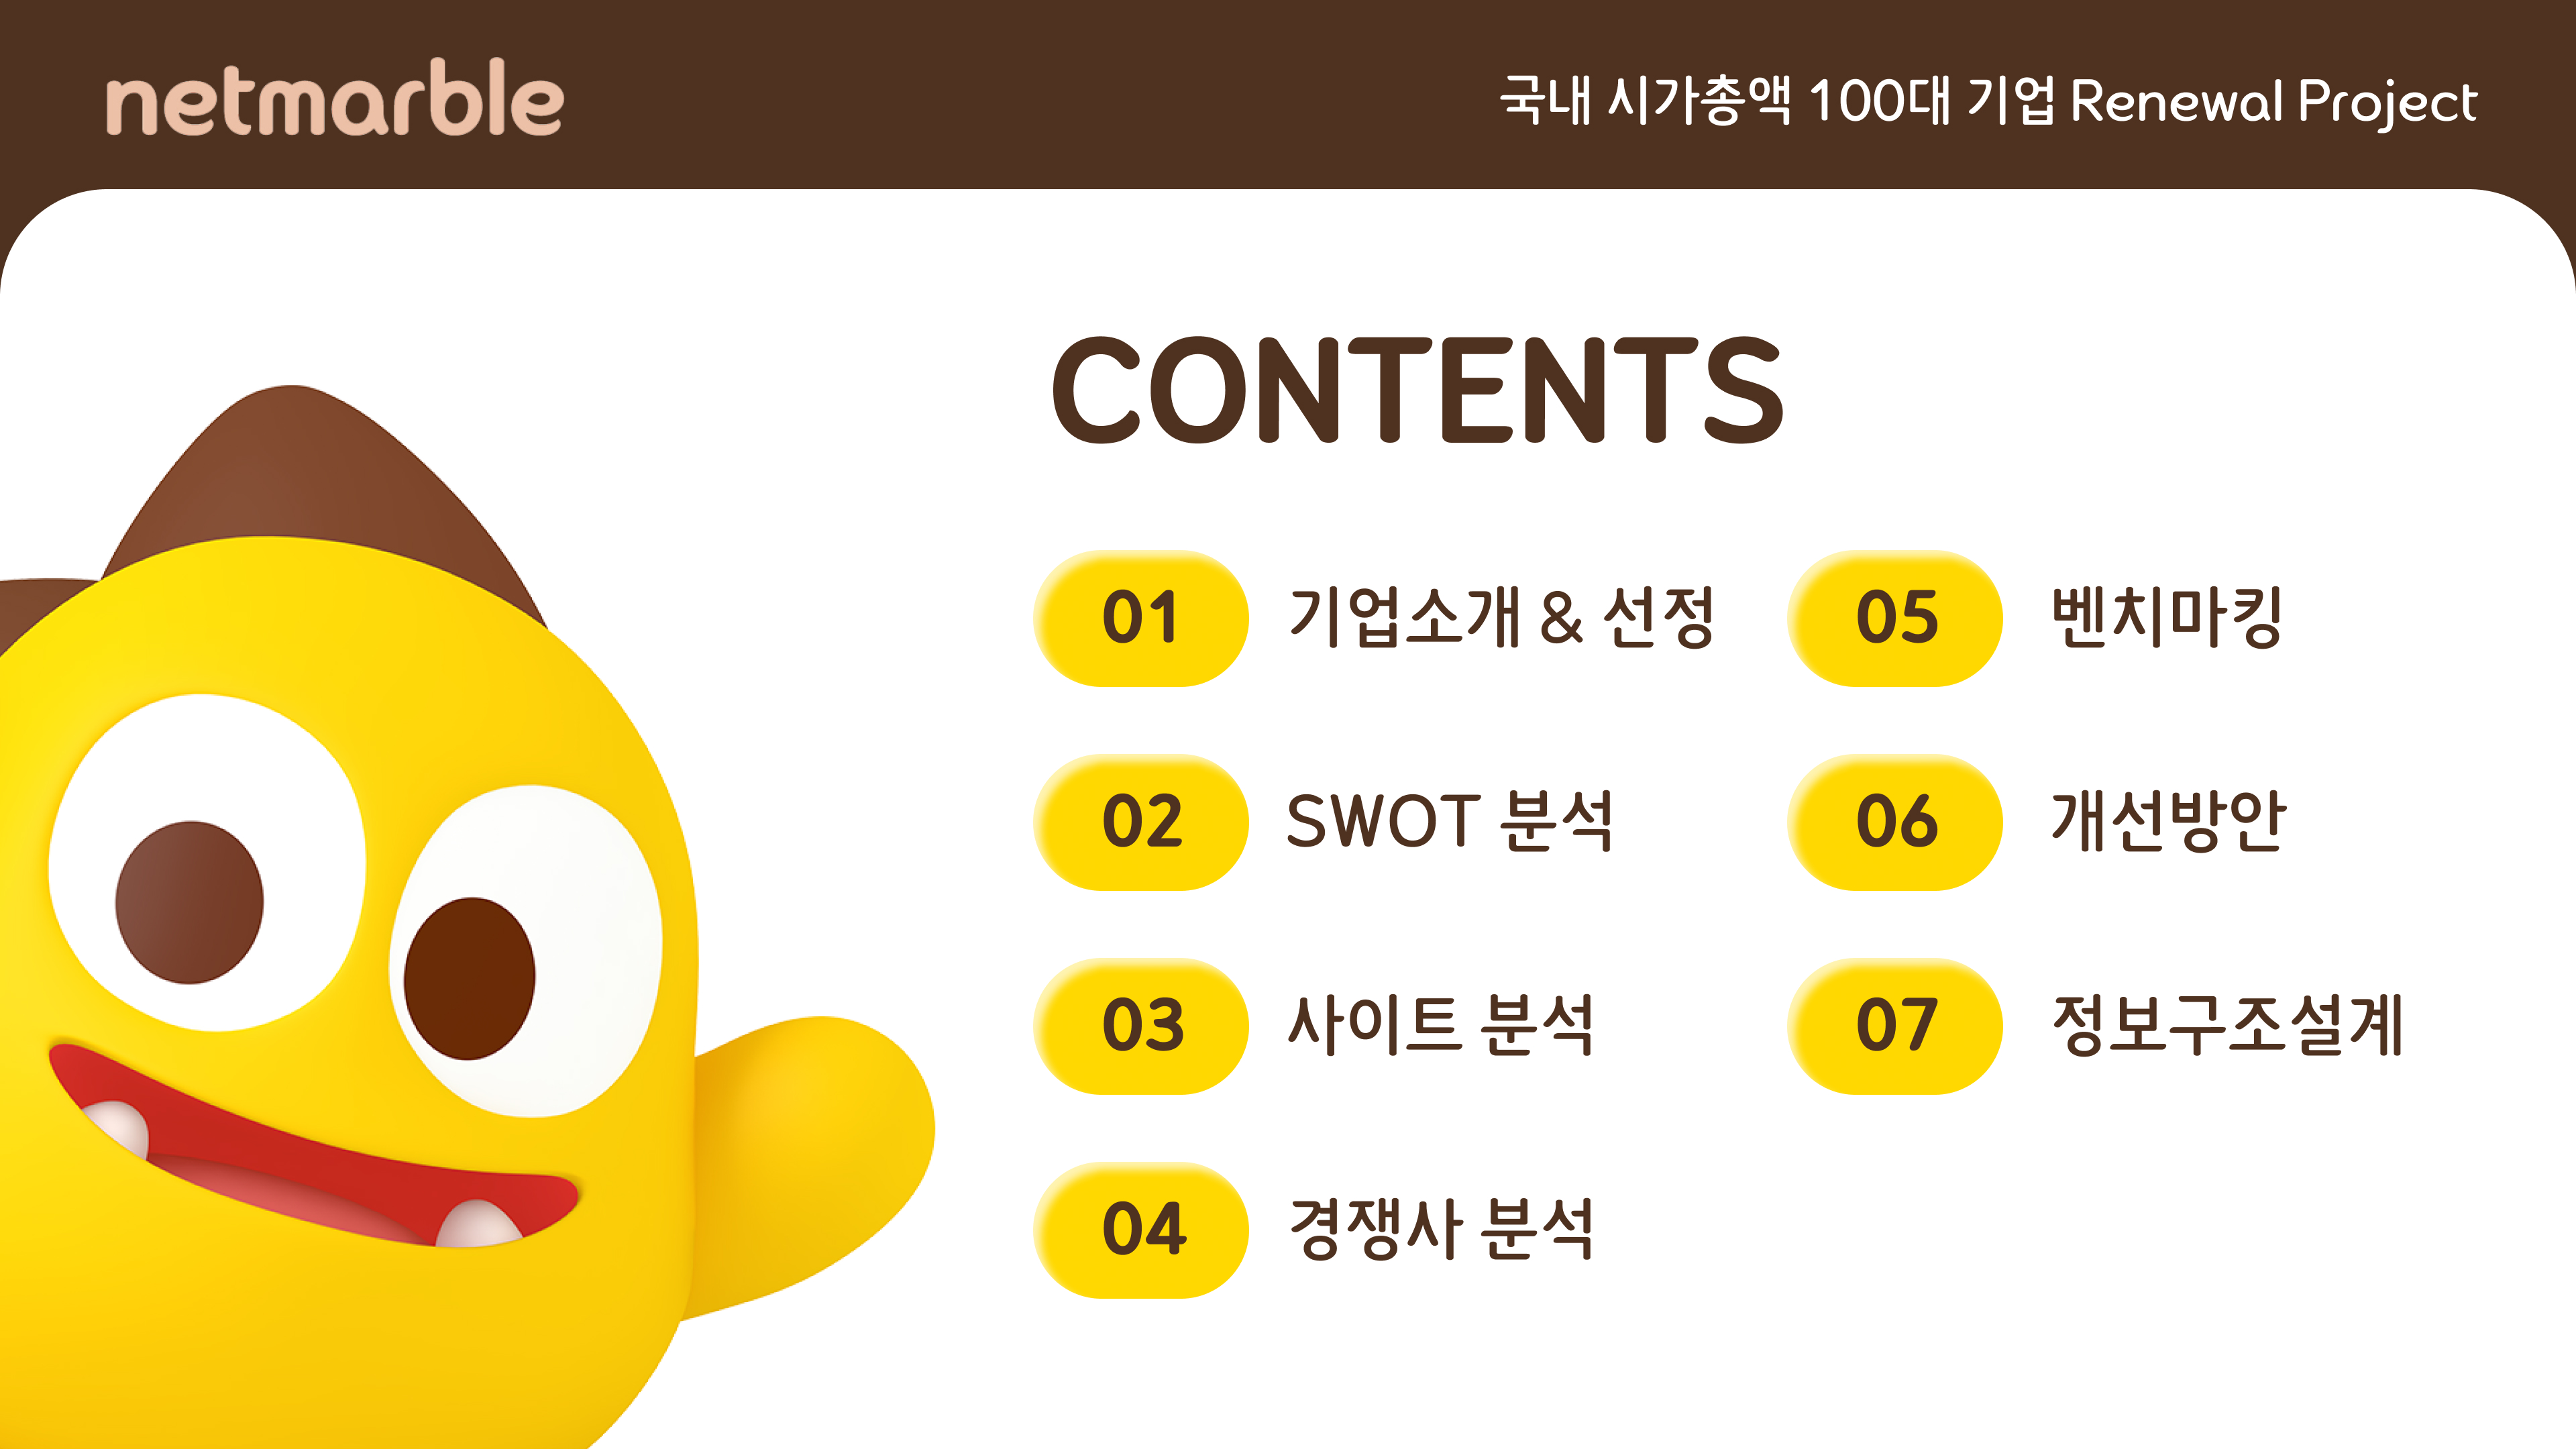 netmarble
국내 시가총액 100대 기업 Renewal Project
CONTENTS
01 기업소개 & 선정
02 SWOT 분석
03 사이트 분석
04 경쟁사 분석
05 벤치마킹
06 개선방안
07 정보구조설계